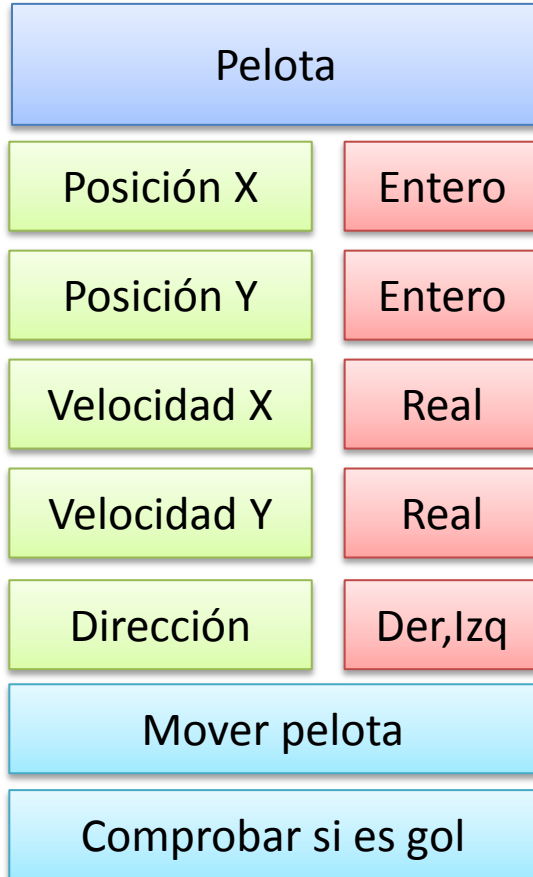 Pelota
Posición X Entero
Posición Y Entero
Velocidad X Real
Velocidad Y Real
Dirección Der,Izq
Mover pelota
Comprobar si es gol